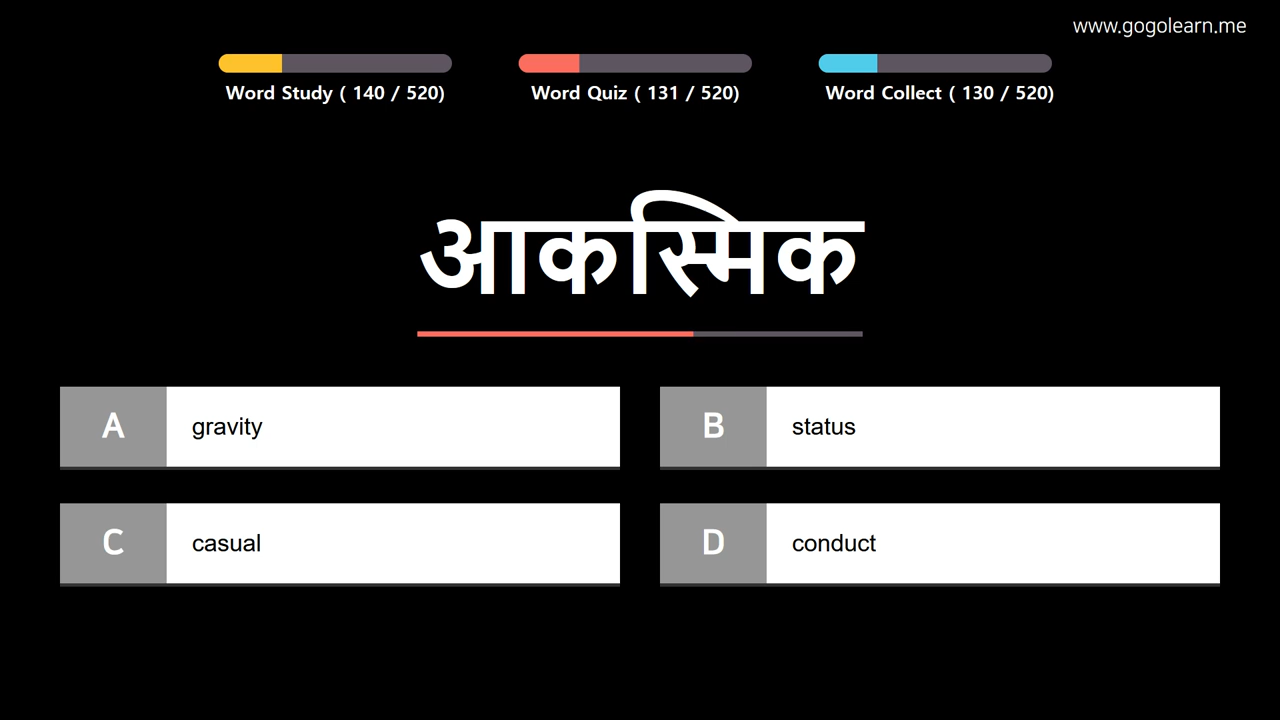 www.gogolearn.me
Word Study ( 140 / 520)
Word Quiz ( 131 / 520)
Word Collect ( 130 / 520)
आकस्मिक
A gravity
B status
C casual
D conduct